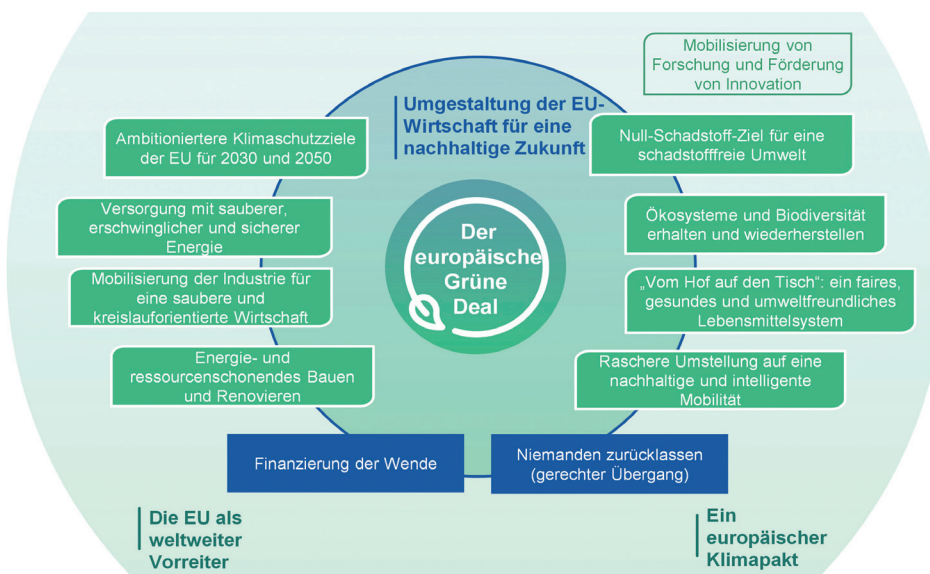 Mobilisierung von
Forschung und Förderung
von Innovation
Umgestaltung der EU-
Wirtschaft für eine
nachhaltige Zukunft
Ambitioniertere Klimaschutzziele
der EU für 2030 und 2050
Null-Schadstoff-Ziel für eine
schadstofffreie Umwelt
Versorgung mit sauberer,
erschwinglicher und sicherer
Energie
Ökosysteme und Biodiversität
erhalten und wiederherstellen
Der
europäische
Grüne
Deal
Mobilisierung der Industrie für
eine saubere und
kreislauforientierte Wirtschaft
„Vom Hof auf den Tisch“: ein faires,
gesundes und umweltfreundliches
Lebensmittelsystem
Energie- und
ressourcenschonendes Bauen
und Renovieren
Raschere Umstellung auf eine
nachhaltige und intelligente
Mobilität
Finanzierung der Wende
Niemanden zurücklassen
(gerechter Übergang)
Die EU als
weltweiter
Vorreiter
Ein
europäischer
Klimapakt